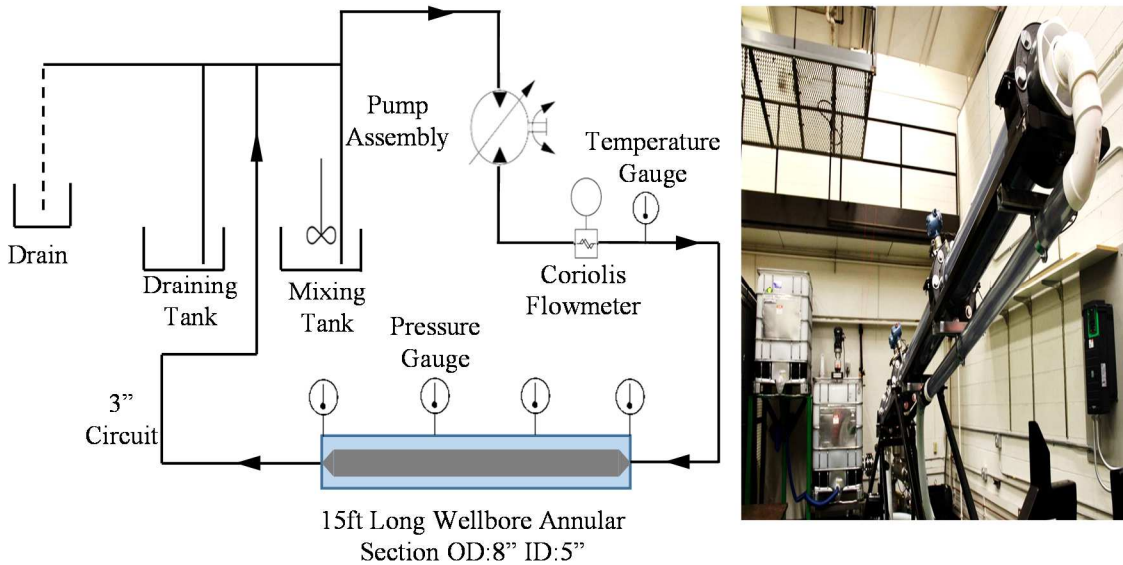 Pump
Assembly
Temperature
Gauge
Drain
Draining
Tank
Mixing
Tank
Coriolis
Flowmeter
Pressure
Gauge
3”
Circuit
15ft Long Wellbore Annular
Section OD:8” ID:5”